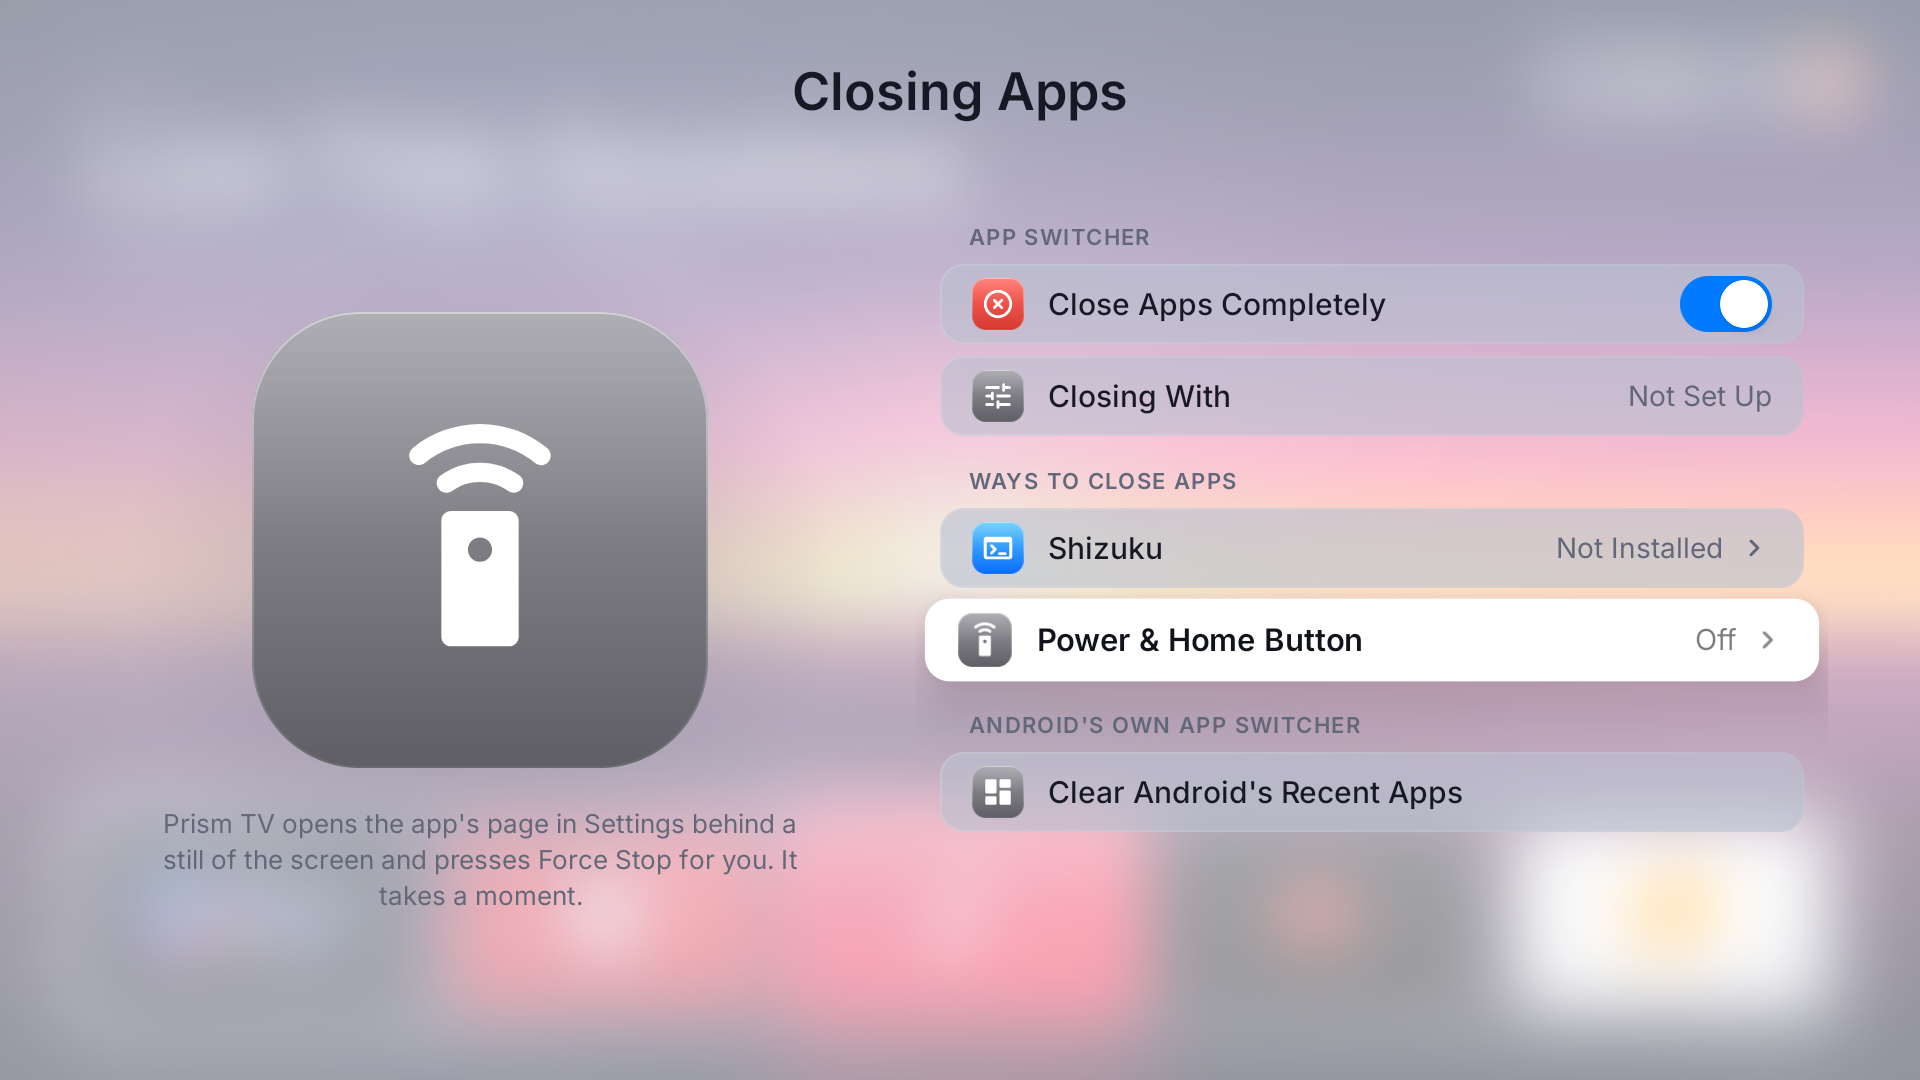 Closing Apps
APP SWITCHER
Close Apps Completely
Closing With
Not Set Up
WAYS TO CLOSE APPS
Shizuku
Not Installed
Power & Home Button
Off
ANDROID'S OWN APP SWITCHER
Clear Android's Recent Apps
Prism TV opens the app's page in Settings behind a
still of the screen and presses Force Stop for you. It
takes a moment.